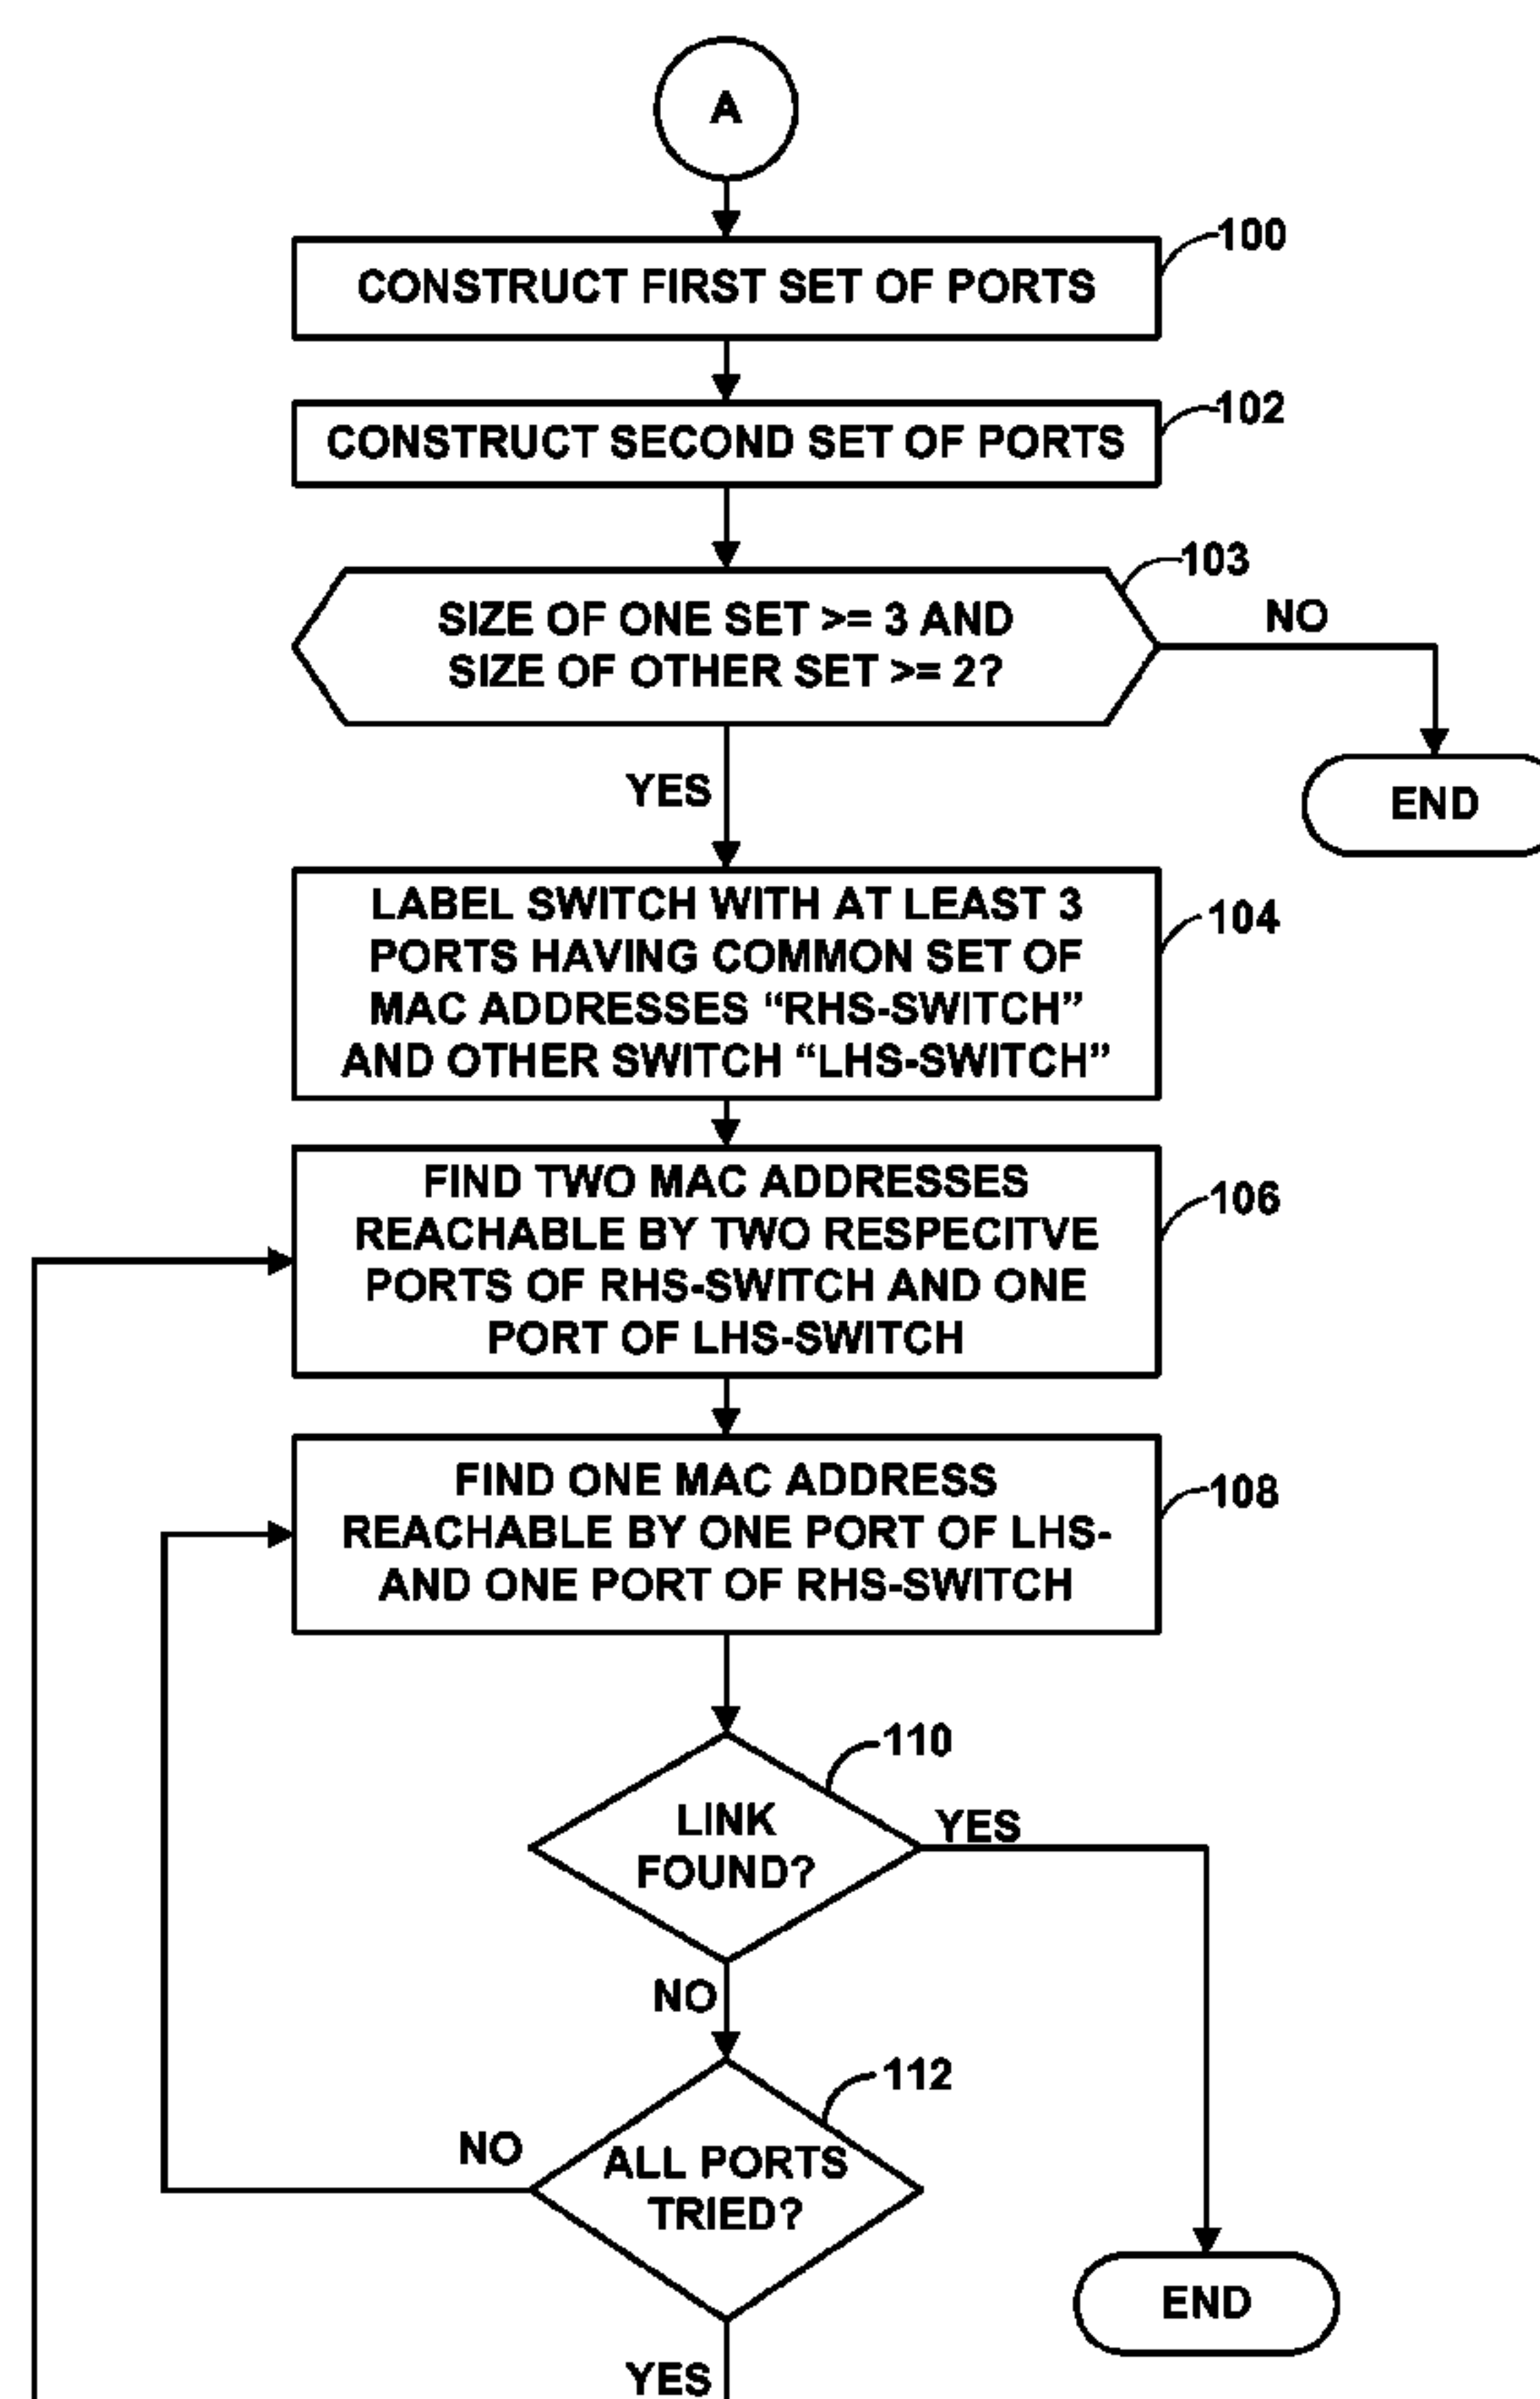 A
100
CONSTRUCT FIRST SET OF PORTS
102
CONSTRUCT SECOND SET OF PORTS
103
SIZE OF ONE SET >= 3 AND
SIZE OF OTHER SET >= 2?
NO
END
YES
104
LABEL SWITCH WITH AT LEAST 3
PORTS HAVING COMMON SET OF
MAC ADDRESSES “RHS-SWITCH”
AND OTHER SWITCH “LHS-SWITCH”
106
FIND TWO MAC ADDRESSES
REACHABLE BY TWO RESPECITVE
PORTS OF RHS-SWITCH AND ONE
PORT OF LHS-SWITCH
108
FIND ONE MAC ADDRESS
REACHABLE BY ONE PORT OF LHS-
AND ONE PORT OF RHS-SWITCH
110
LINK
FOUND?
YES
NO
112
ALL PORTS
TRIED?
NO
END
YES